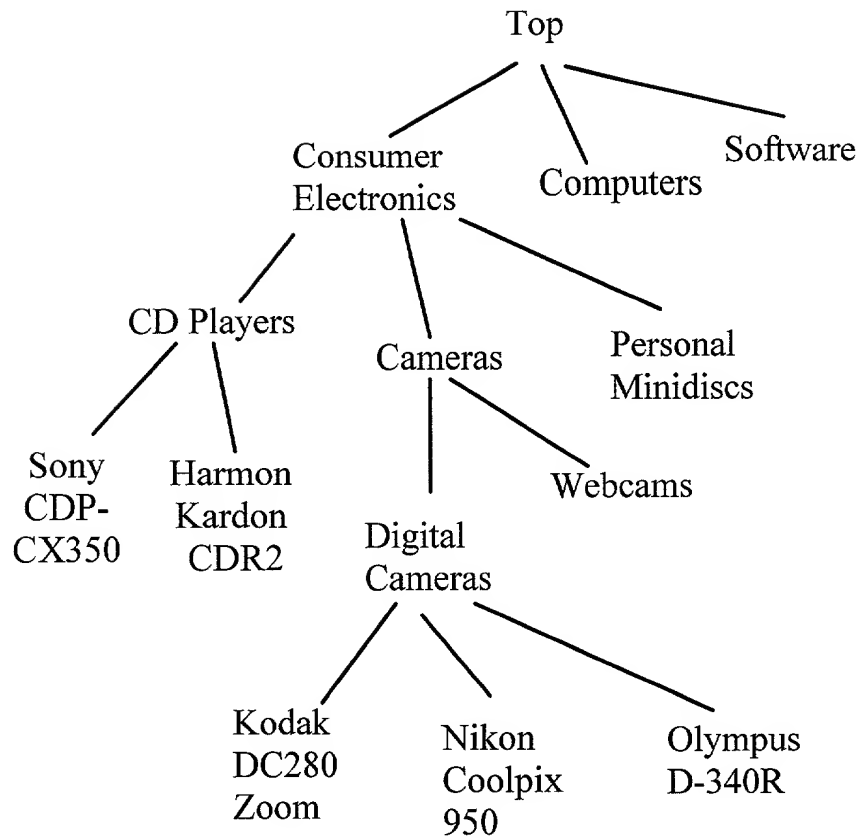 Top
Consumer
Electronics
Computers
Software
CD Players
Cameras
Personal
Minidiscs
Sony
CDP-
CX350
Harmon
Kardon
CDR2
Webcams
Digital
Cameras
Kodak
DC280
Zoom
Nikon
Coolpix
950
Olympus
D-340R